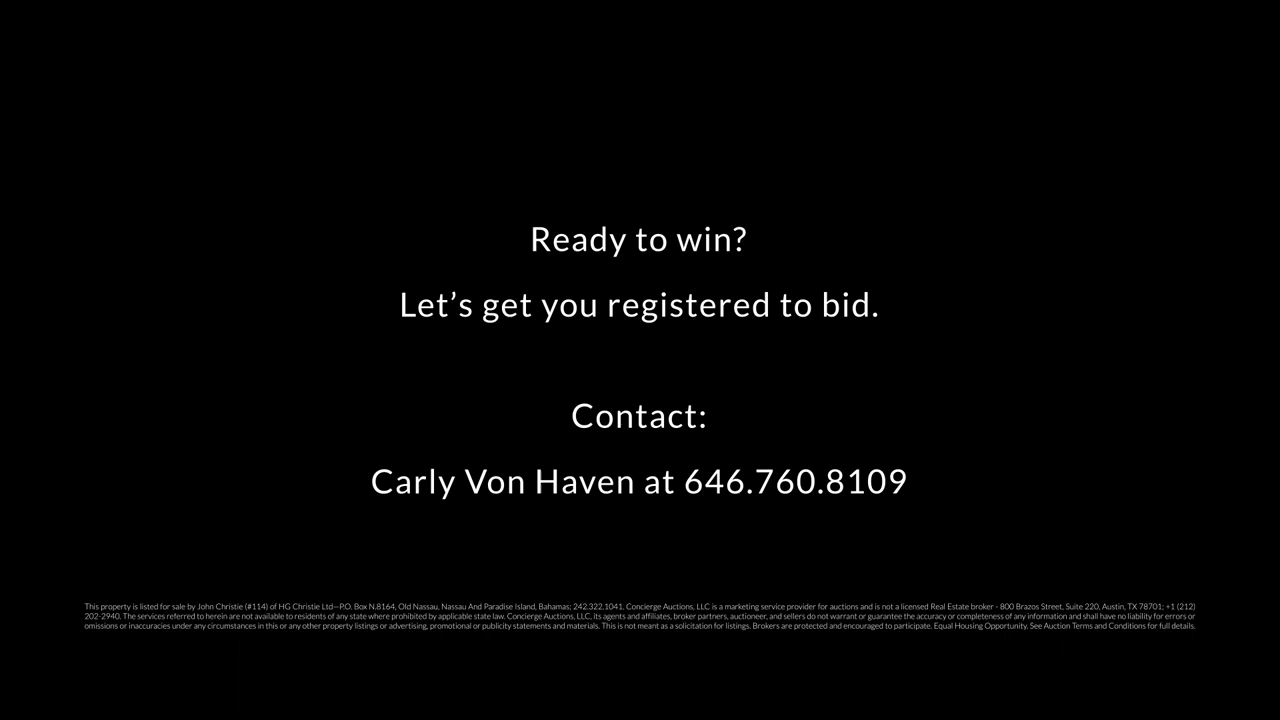 Ready to win?
Let’s get you registered to bid.
Contact:
Carly Von Haven at 646.760.8109
This property is listed for sale by John Christie (#114) of HG Christie Ltd—P.O. Box N.8164, Old Nassau, Nassau And Paradise Island, Bahamas; 242.322.1041. Concierge Auctions, LLC is a marketing service provider for auctions and is not a licensed Real Estate broker - 800 Brazos Street, Suite 220, Austin, TX 78701; +1 (212)
202-2940. The services referred to herein are not available to residents of any state where prohibited by applicable state law. Concierge Auctions, LLC, its agents and affiliates, broker partners, auctioneer, and sellers do not warrant or guarantee the accuracy or completeness of any information and shall have no liability for errors or
omissions or inaccuracies under any circumstances in this or any other property listings or advertising, promotional or publicity statements and materials. This is not meant as a solicitation for listings. Brokers are protected and encouraged to participate. Equal Housing Opportunity. See Auction Terms and Conditions for full details.